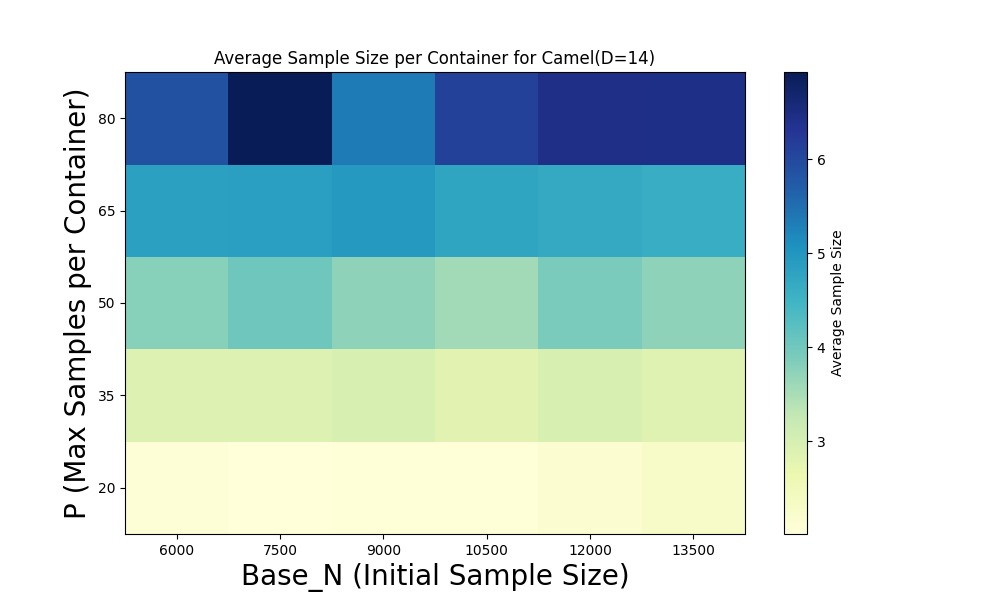 Average Sample Size per Container for Camel(D=14)
P (Max Samples per Container)
80
65
50
35
20
6000 7500 9000 10500 12000 13500
Base_N (Initial Sample Size)
6
5
4
3
Average Sample Size